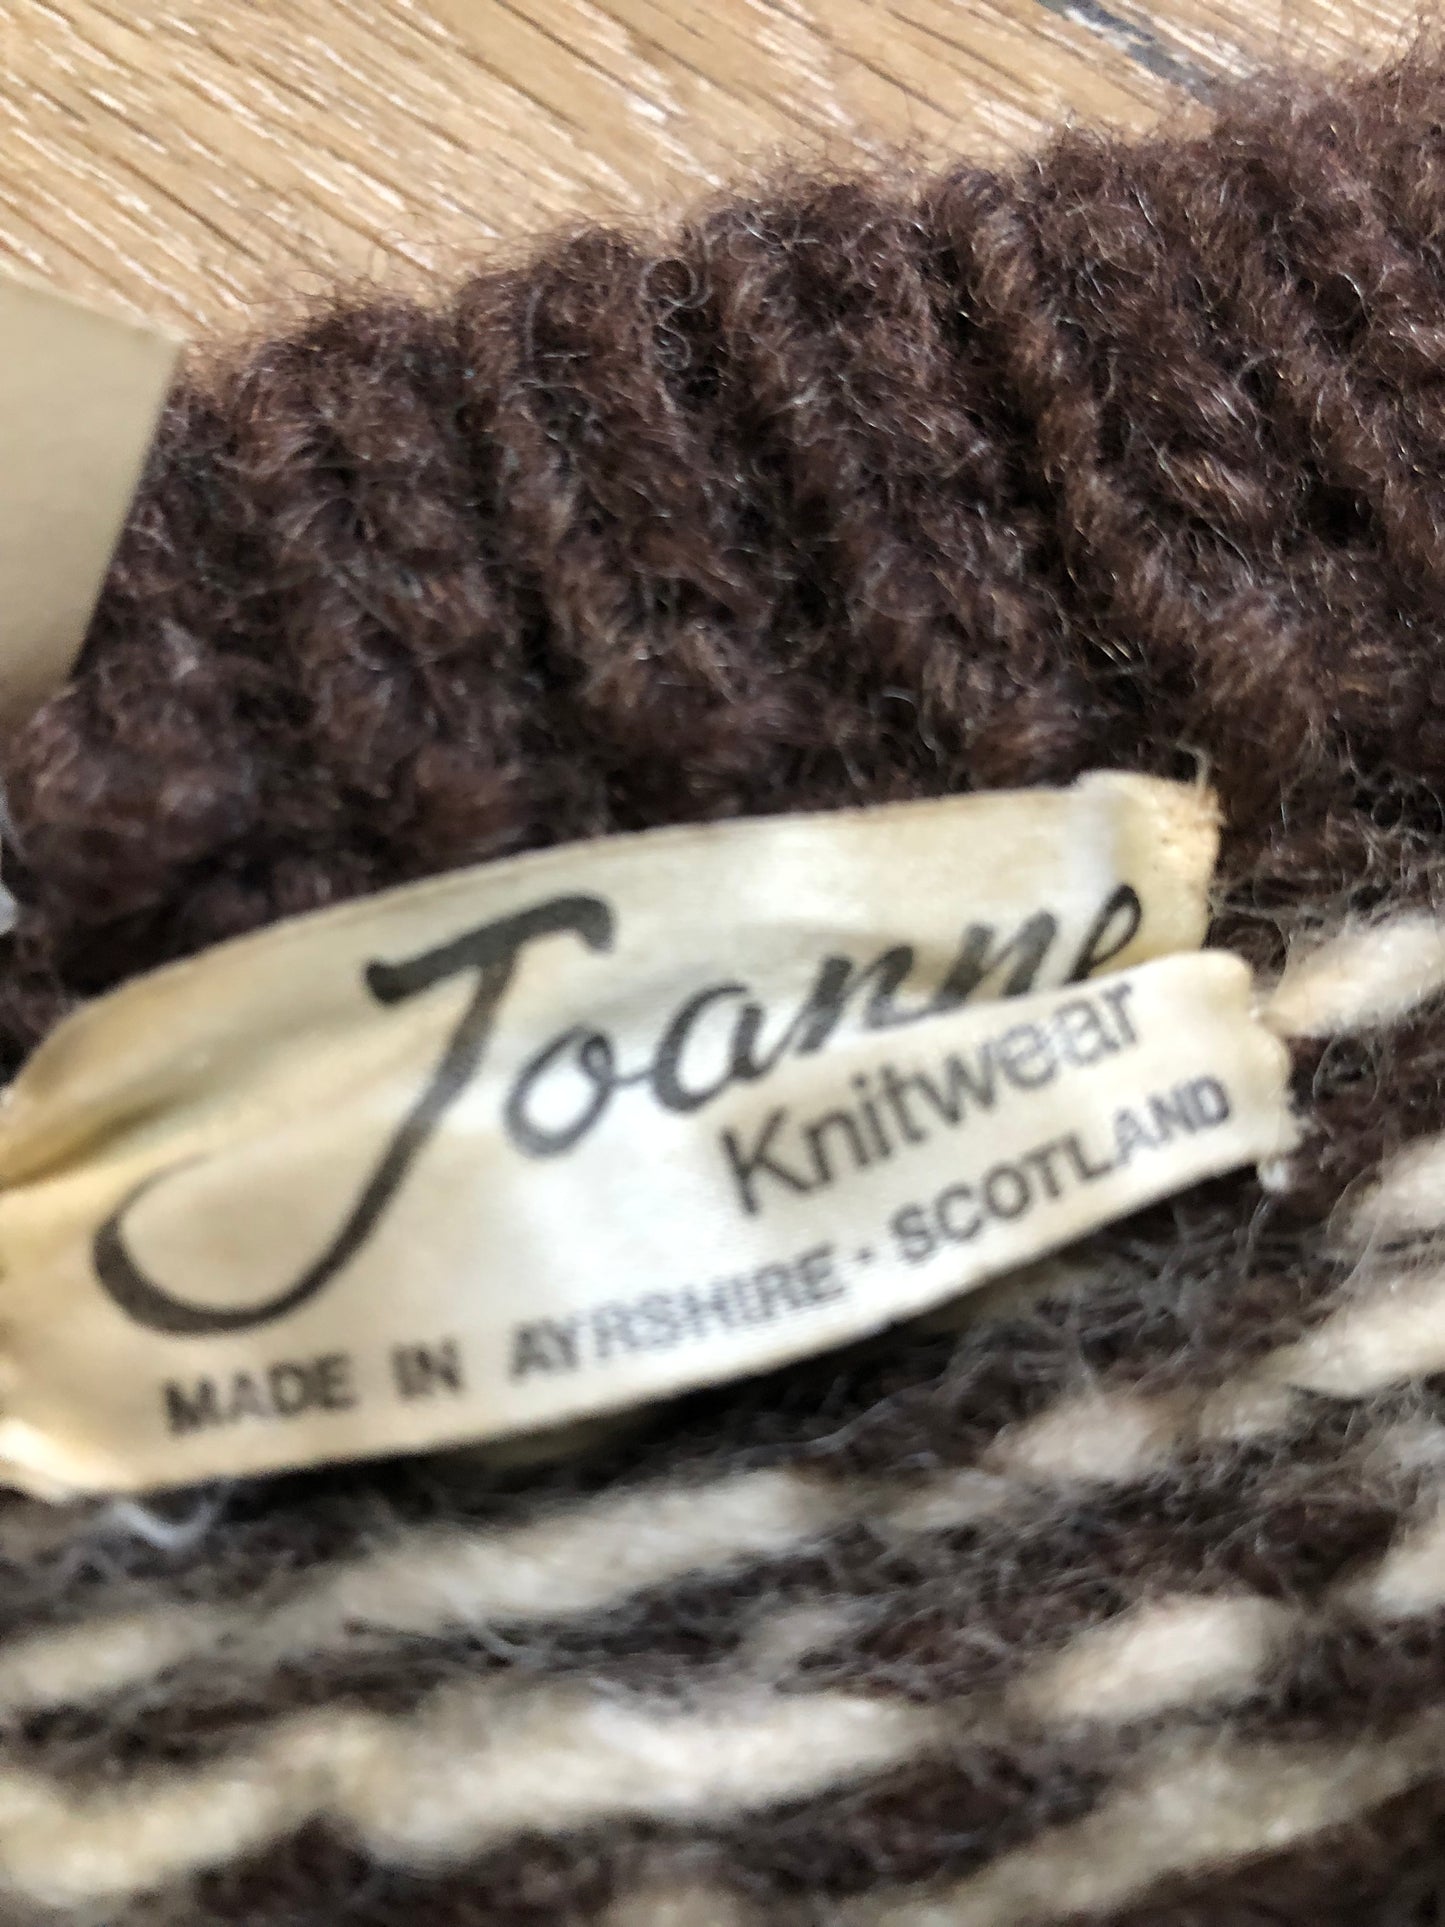 Joanne
Knitwear
MADE IN AYRSHIRE · SCOTLAND